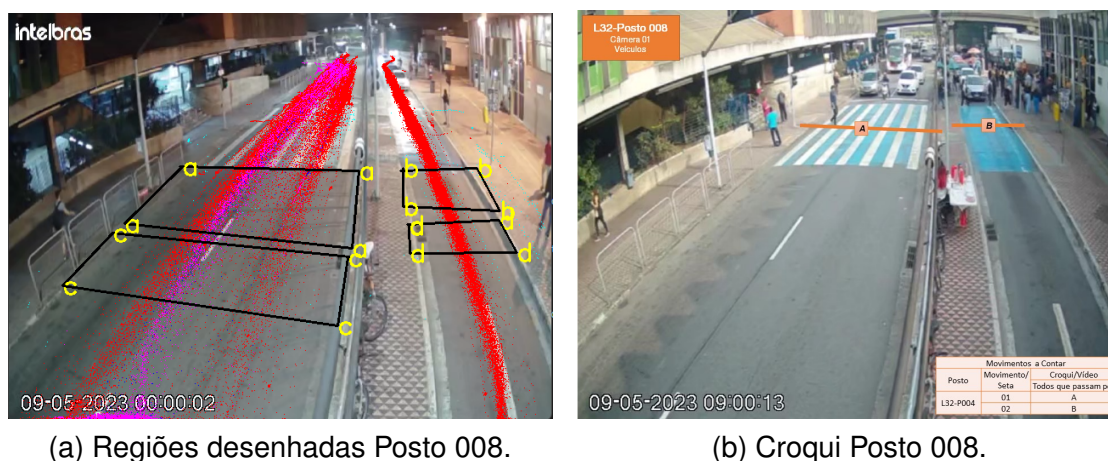 intelbras
a
a
b
b
a
a
b
b
c
c
d
d
d
d
c
c
09-05-2023 00:00:02
L32-Posto 008
Câmera 01
Veículos
A
B
09-05-2023 09:00:13
Movimentos a Contar
Posto
Movimento/
Seta
Croqui/Vídeo
Todos que passam p
L32-P004
01
A
02
B
(a) Regiões desenhadas Posto 008.
(b) Croqui Posto 008.